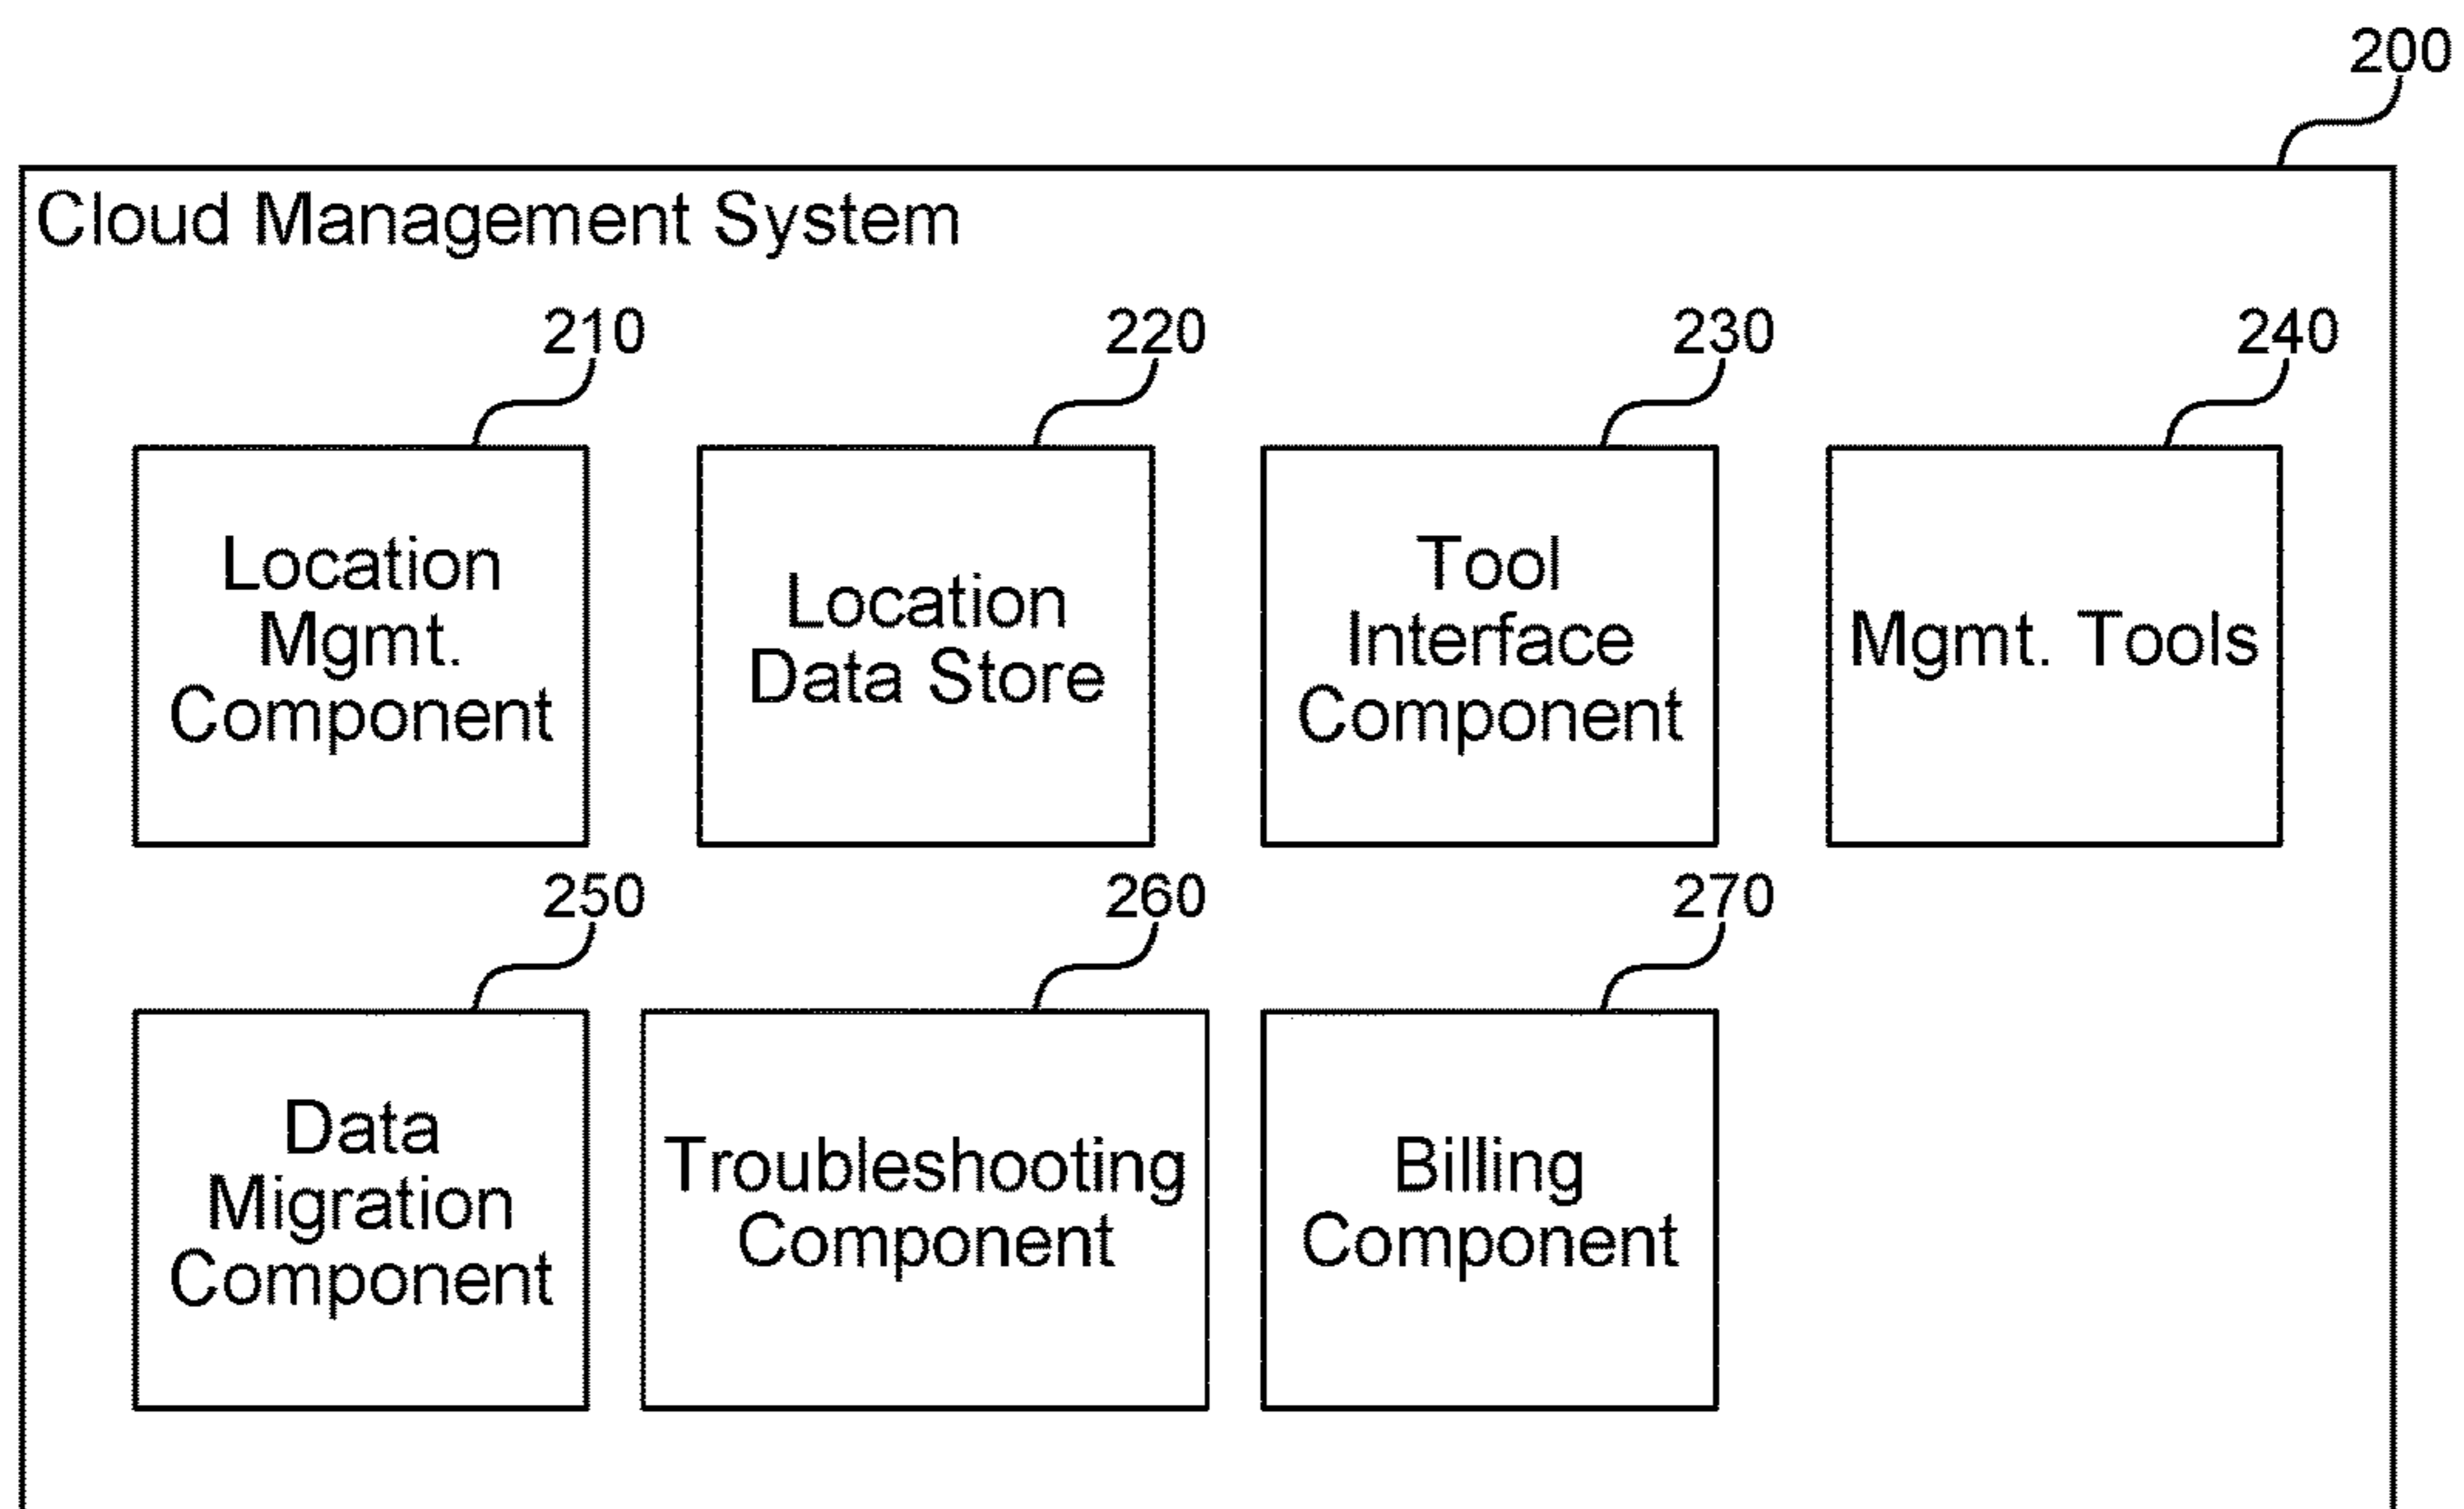 200
Cloud Management System
210
220
230
240
Location
Mgmt.
Component
Location
Data Store
Tool
Interface
Component
Mgmt. Tools
250
260
270
Data
Migration
Component
Troubleshooting
Component
Billing
Component